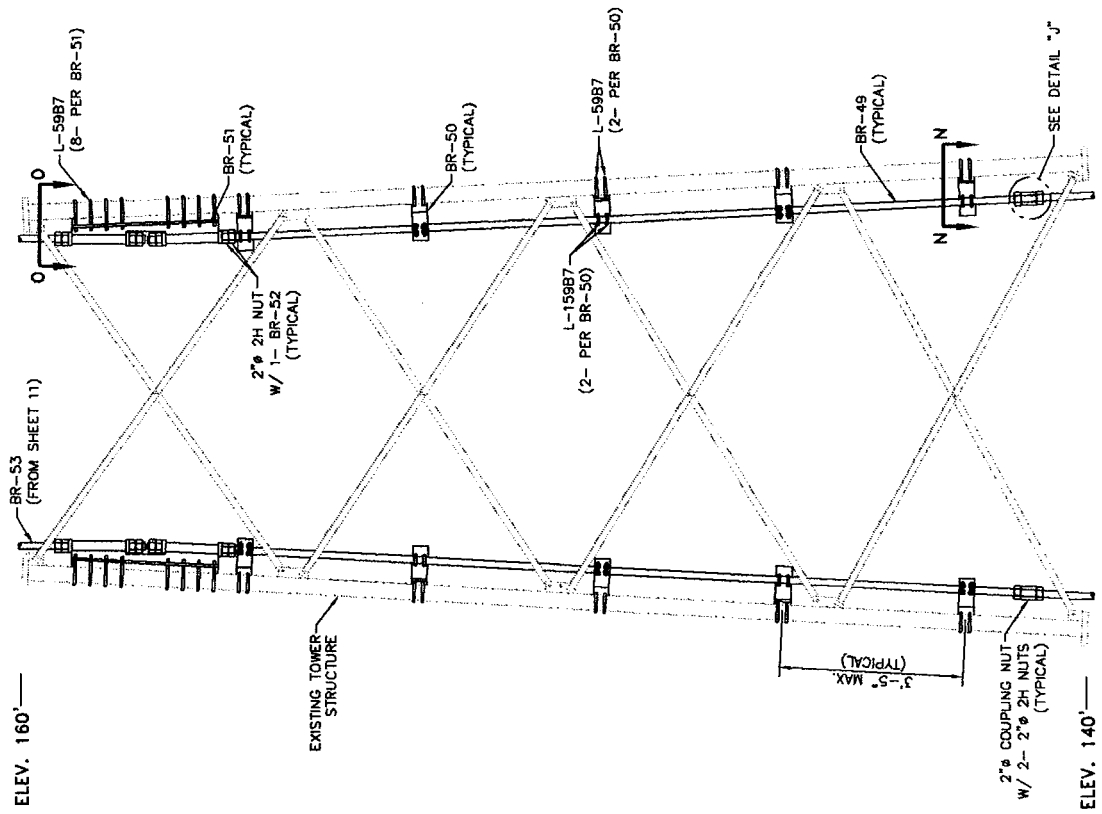 ELEV. 160'
BR-53
(FROM SHEET 11)
O
O
L-59B7
(8- PER BR-51)
BR-51
(TYPICAL)
2"ø 2H NUT
W/ 1- BR-52
(TYPICAL)
BR-50
(TYPICAL)
EXISTING TOWER
STRUCTURE
L-59B7
(2- PER BR-50)
L-159B7
(2- PER BR-50)
BR-49
(TYPICAL)
3'-5" MAX.
(TYPICAL)
N
N
SEE DETAIL "J"
2"ø COUPLING NUT
W/ 2- 2"ø 2H NUTS
(TYPICAL)
ELEV. 140'